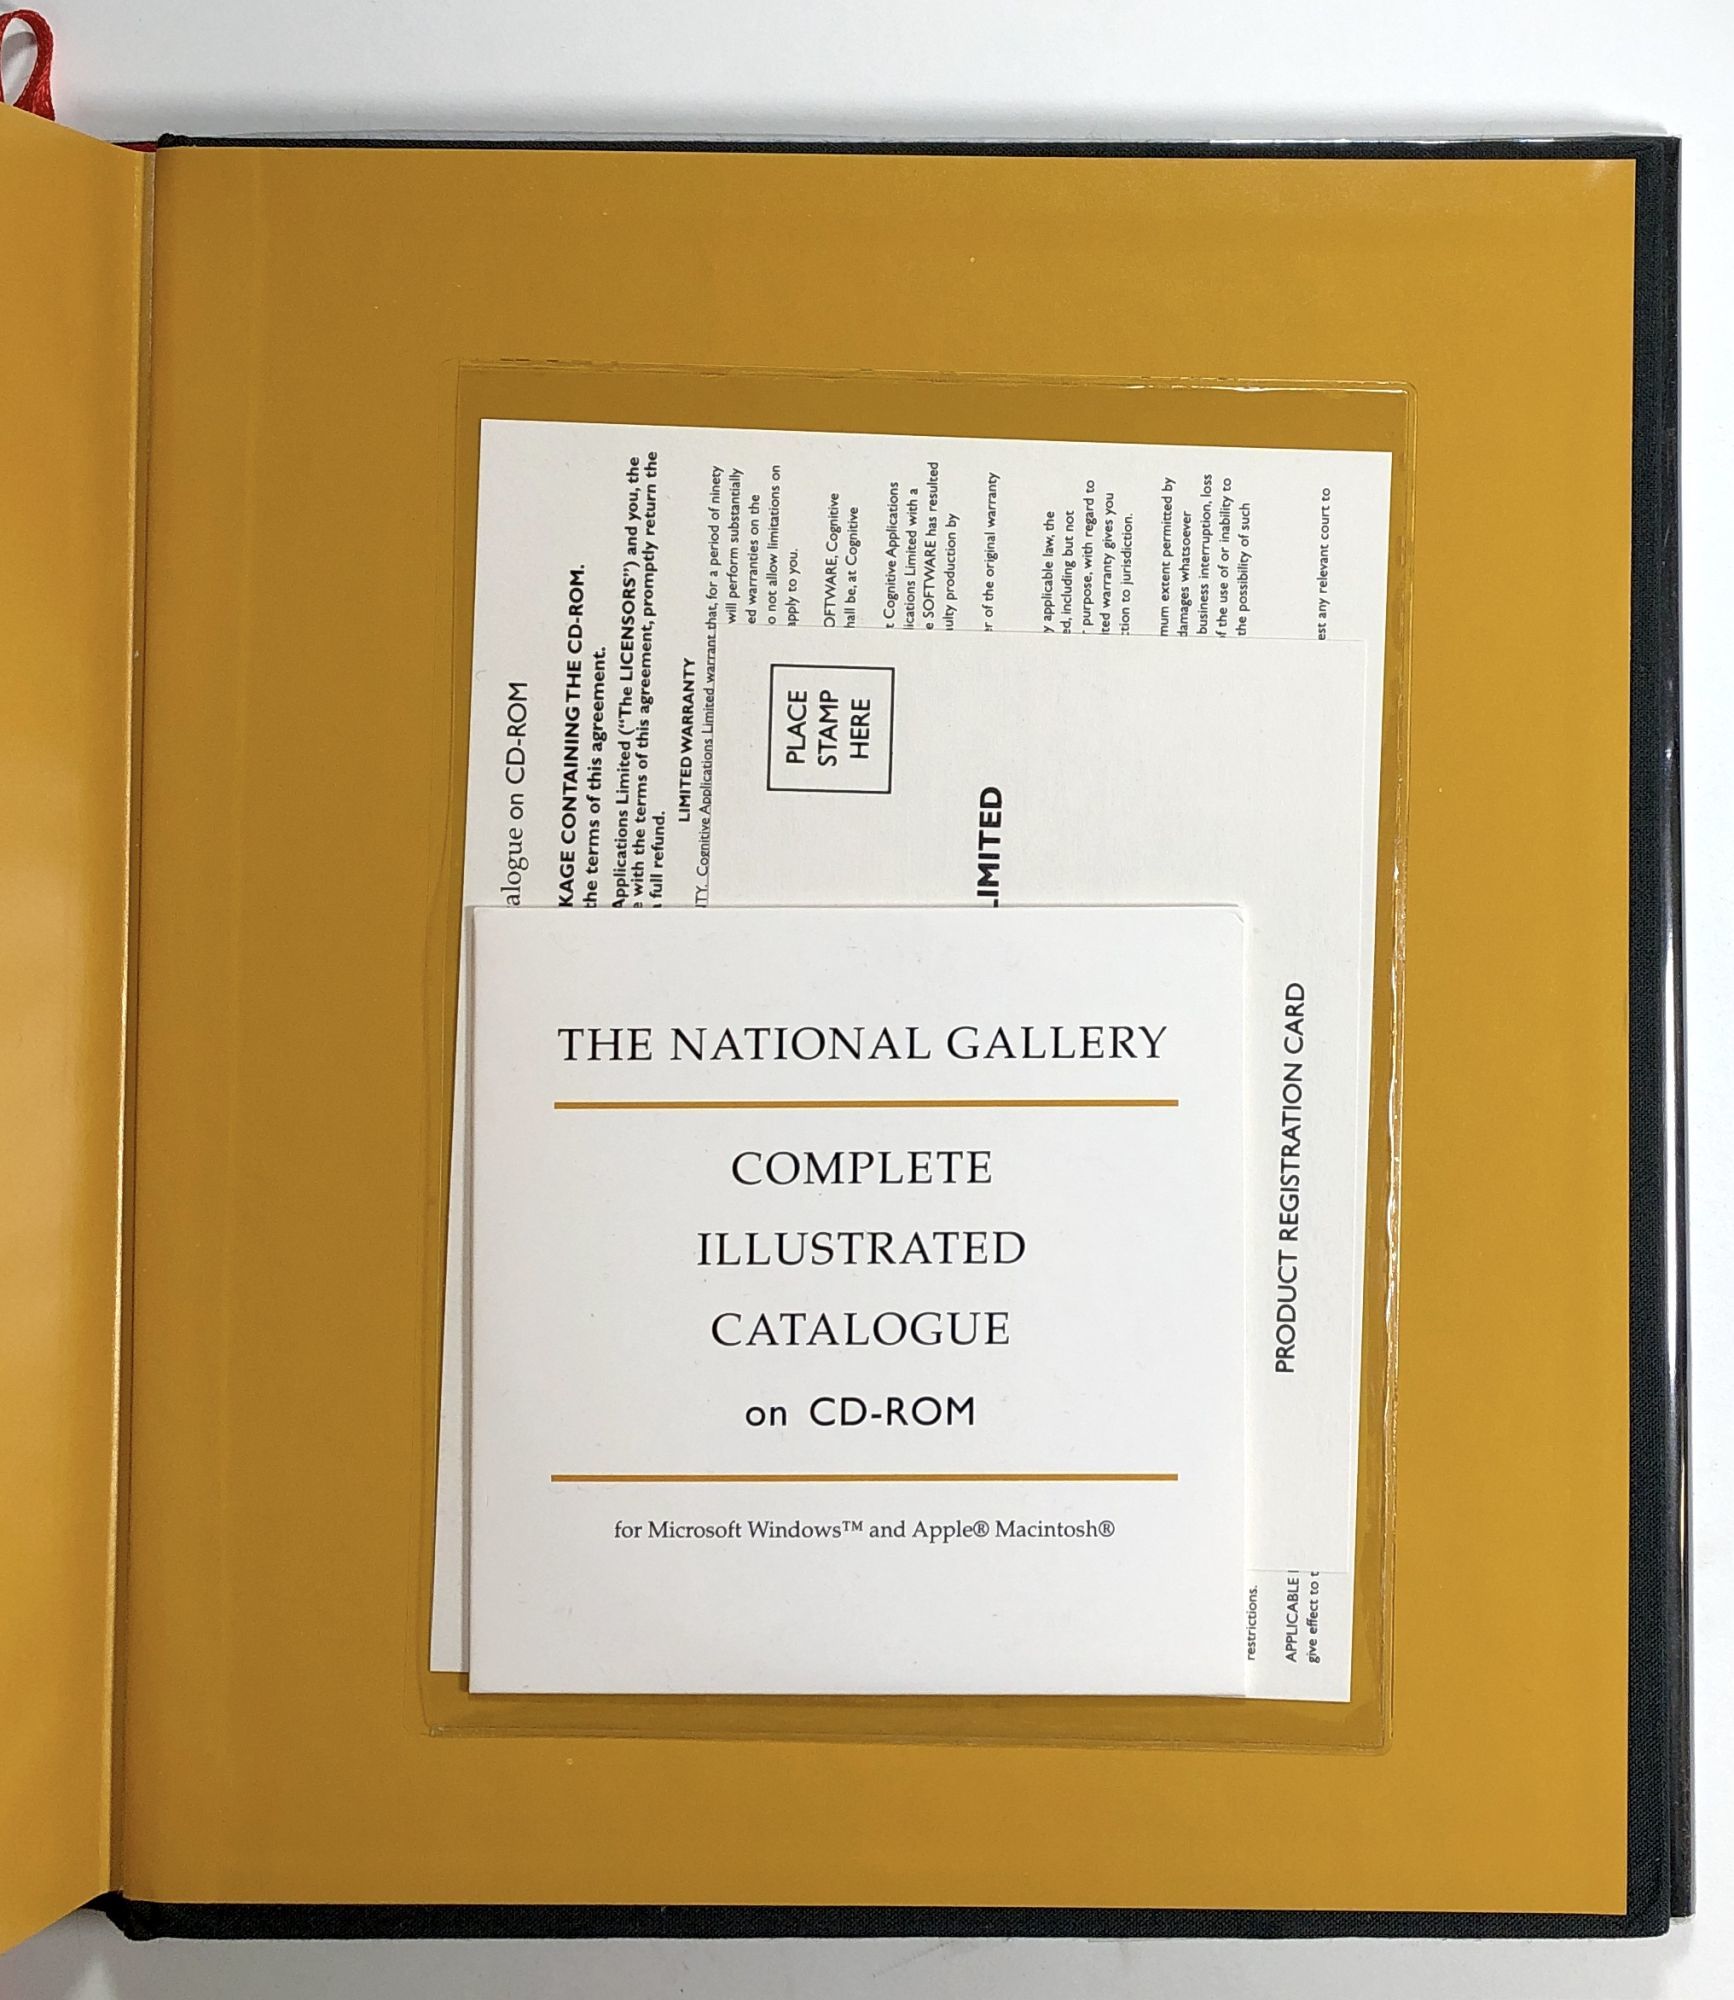 THE NATIONAL GALLERY
COMPLETE
ILLUSTRATED
CATALOGUE
on CD-ROM
for Microsoft Windows™ and Apple® Macintosh®
alogue on CD-ROM
KAGE CONTAINING THE CD-ROM.
the terms of this agreement.
Applications Limited (“The LICENSORS”) and you, the
with the terms of this agreement, promptly return the
full refund.
LIMITED WARRANTY
TY. Cognitive Applications Limited warrant that, for a period of ninety
will perform substantially
ed warranties on the
o not allow limitations on
apply to you.
OFTWARE, Cognitive
hall be, at Cognitive
t Cognitive Applications
lications Limited with a
e SOFTWARE has resulted
ulty production by
er of the original warranty
y applicable law, the
ed, including but not
purpose, with regard to
ited warranty gives you
ction to jurisdiction.
mum extent permitted by
damages whatsoever
business interruption, loss
f the use of or inability to
the possibility of such
est any relevant court to
PLACE
STAMP
HERE
LIMITED
PRODUCT REGISTRATION CARD
restrictions.
APPLICABLE
give effect to t